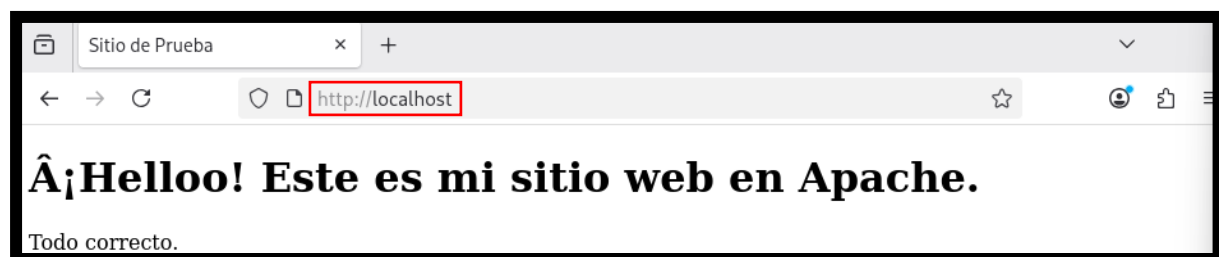 Sitio de Prueba
http://localhost
Â¡Helloo! Este es mi sitio web en Apache.
Todo correcto.